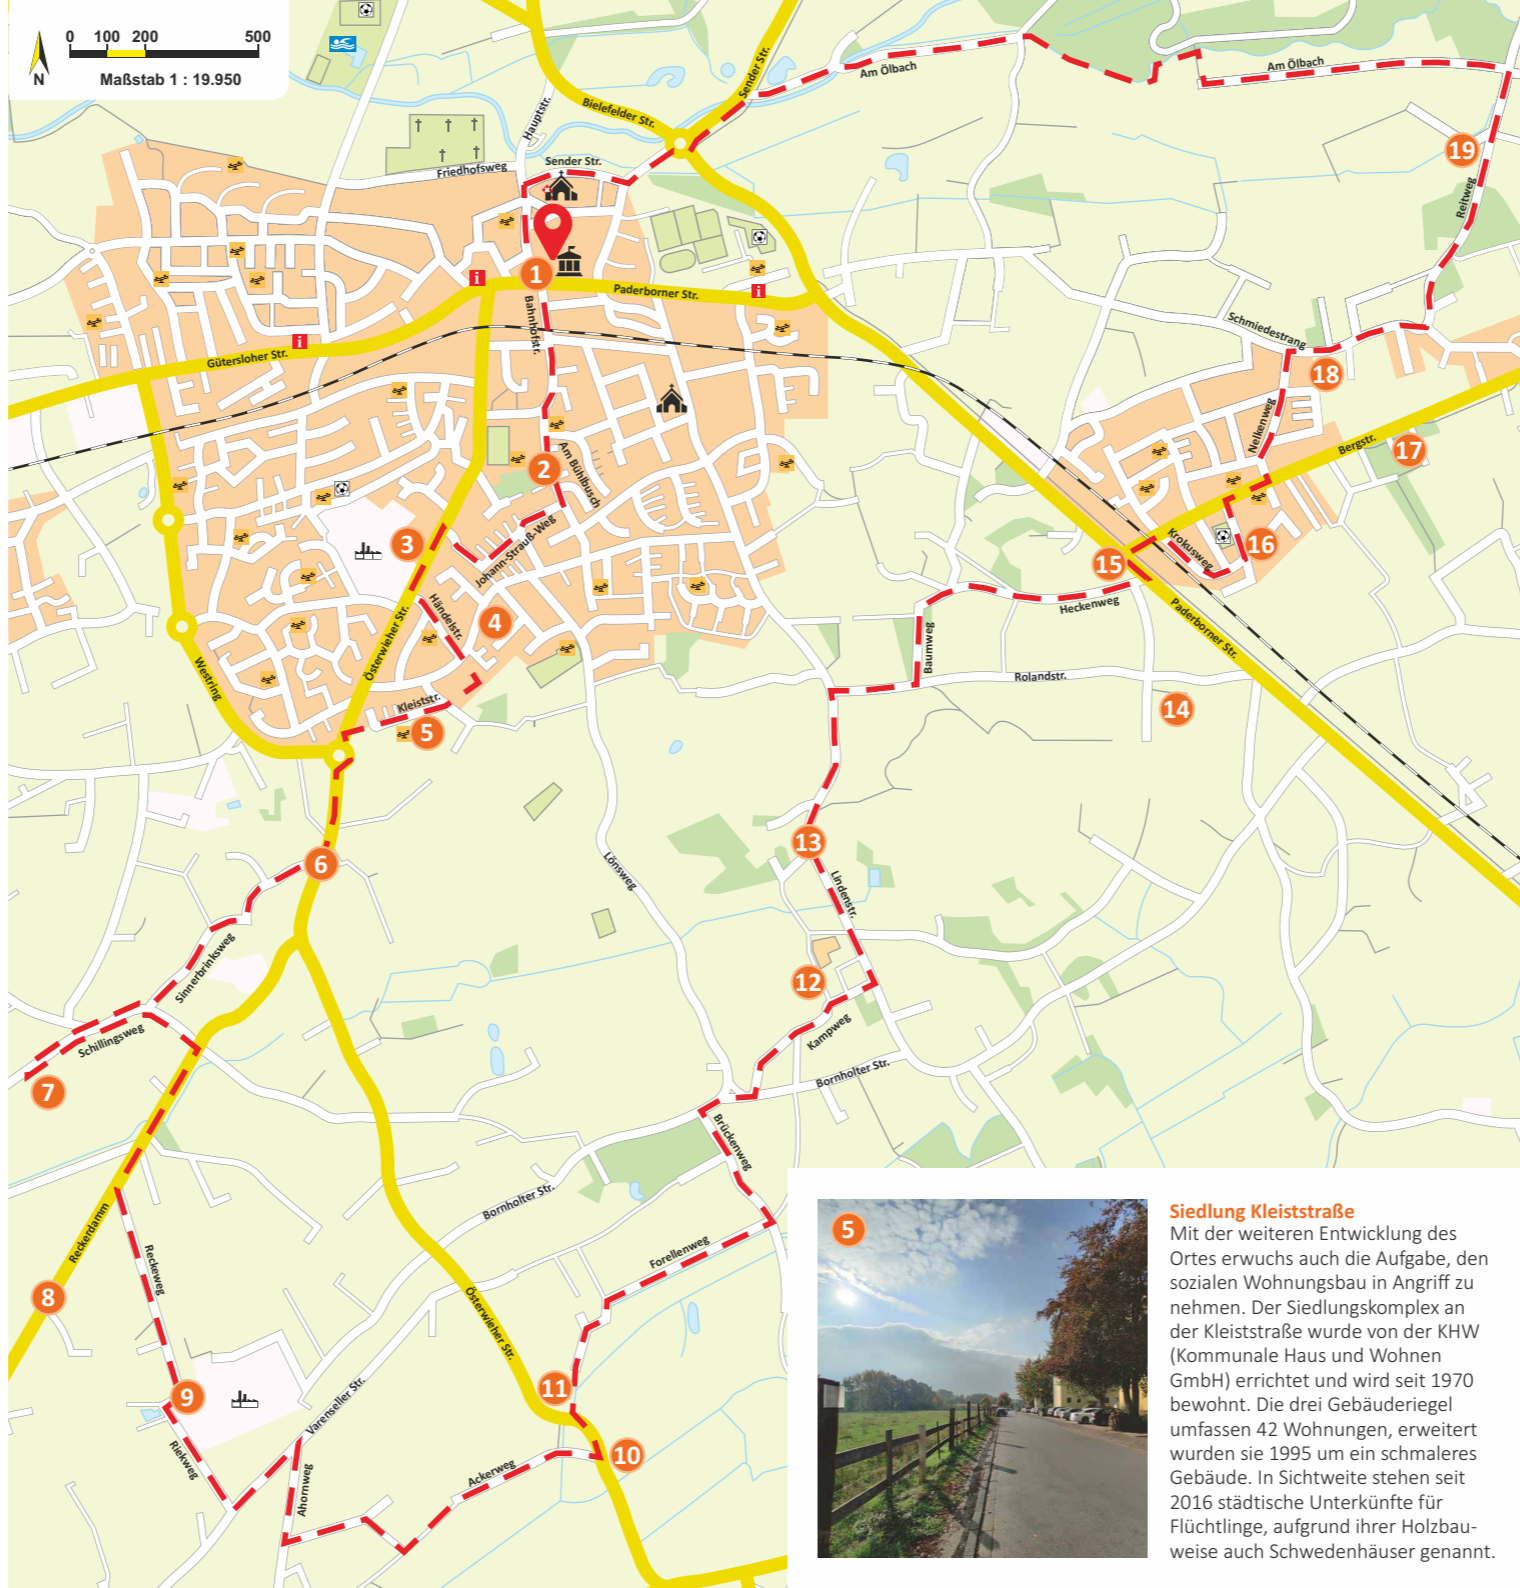 0 100 200 500
N
Maßstab 1 : 19.950
Hauptstr.
Bielefelder Str.
Sender Str.
Am Ölbach
Am Ölbach
Friedhofsweg
Sender Str.
19
Reitweg
1
i
Paderborner Str.
i
Bahnhofstr.
Gütersloher Str.
i
Schmiedestrang
18
Nelkenweg
Bergstr.
17
2
Am Bühlbusch
3
Johann-Strauß-Weg
Krokusweg
16
15
Händelstr.
4
Österwieher Str.
Heckenweg
Paderborner Str.
Baumweg
Westring
Rolandstr.
Kleiststr.
5
14
6
13
Lönsweg
Lindenstr.
Sinnerbrinksweg
12
Schillingsweg
Kampweg
7
Bornholter Str.
Brückenweg
Bornholter Str.
Reckerdamm
Reckeweg
Forellenweg
8
Österwieher Str.
9
11
Varenseller Str.
Riekweg
10
Ahornweg
Ackerweg
5
Siedlung Kleiststraße
Mit der weiteren Entwicklung des
Ortes erwuchs auch die Aufgabe, den
sozialen Wohnungsbau in Angriff zu
nehmen. Der Siedlungskomplex an
der Kleiststraße wurde von der KHW
(Kommunale Haus und Wohnen
GmbH) errichtet und wird seit 1970
bewohnt. Die drei Gebäuderiegel
umfassen 42 Wohnungen, erweitert
wurden sie 1995 um ein schmaleres
Gebäude. In Sichtweite stehen seit
2016 städtische Unterkünfte für
Flüchtlinge, aufgrund ihrer Holzbau-
weise auch Schwedenhäuser genannt.